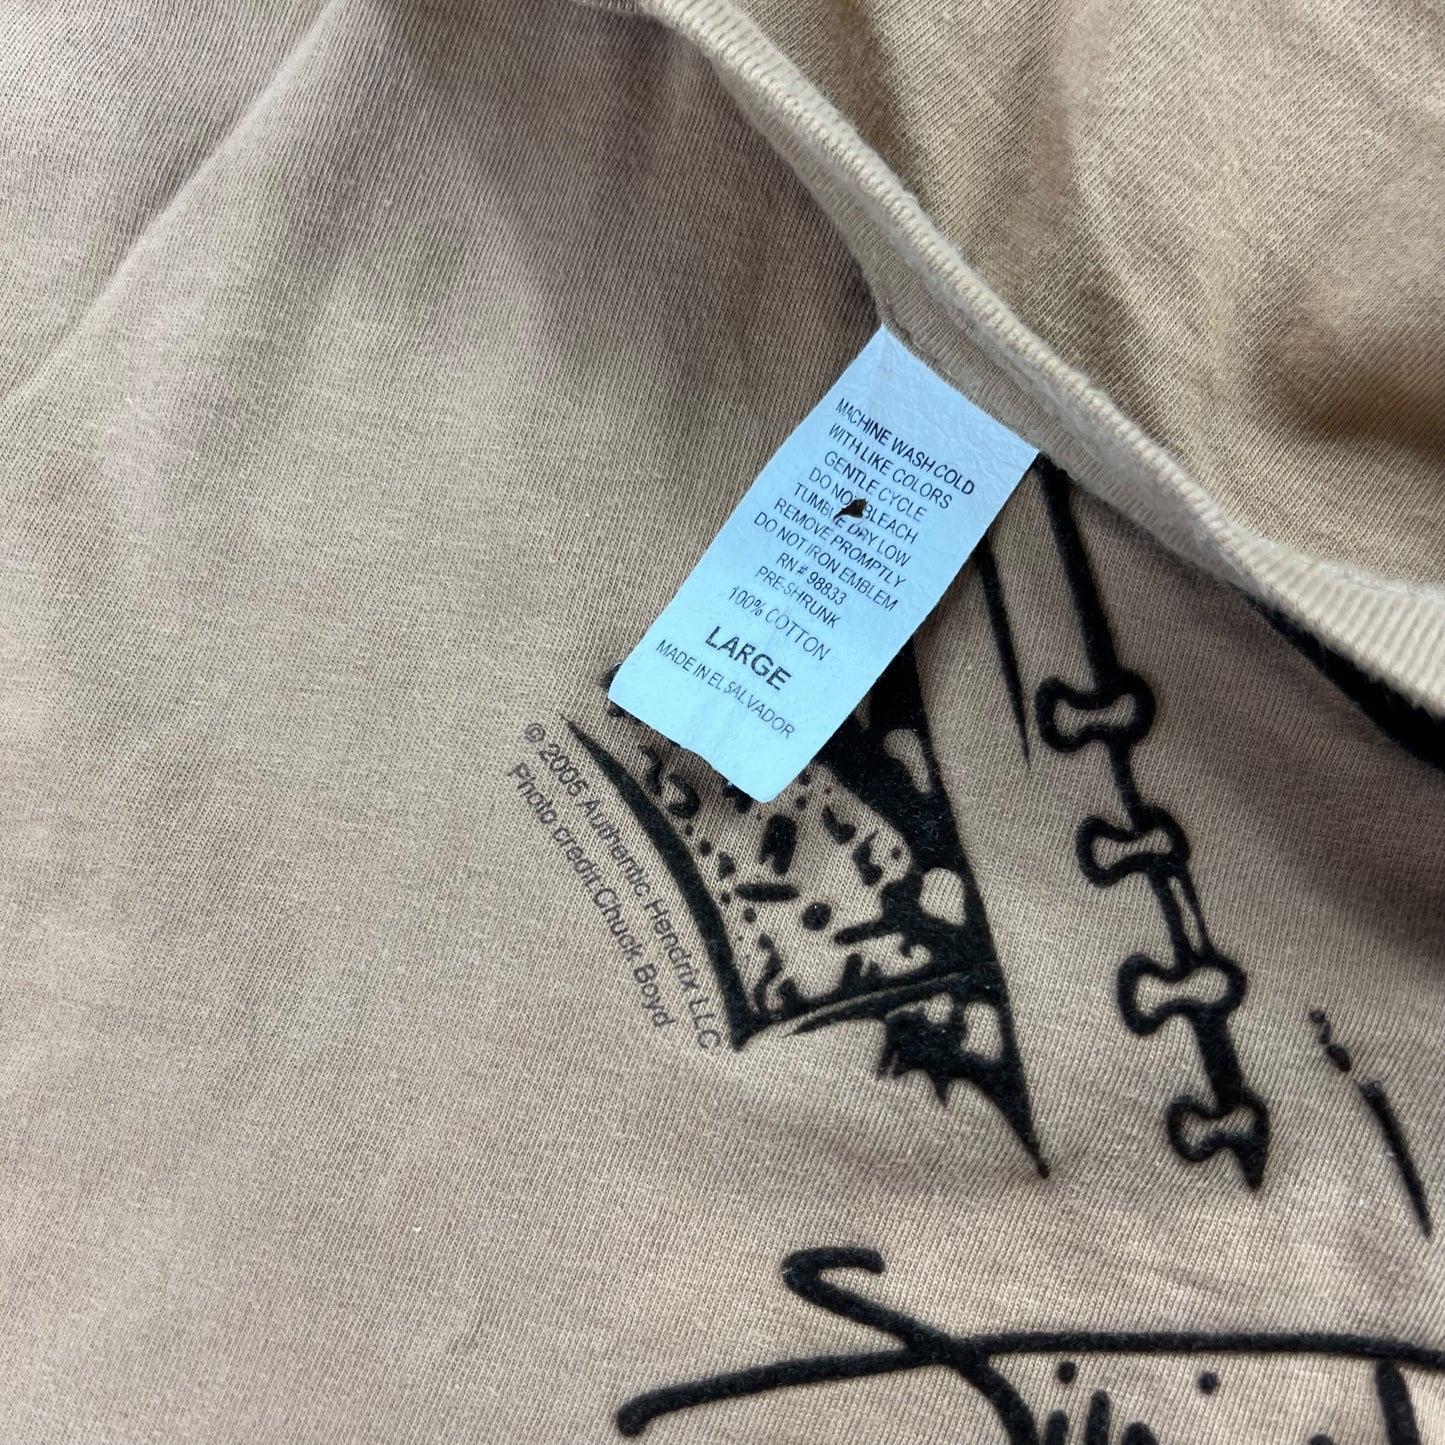 MACHINE WASH COLD
WITH LIKE COLORS
GENTLE CYCLE
DO NOT BLEACH
TUMBLE DRY LOW
REMOVE PROMPTLY
DO NOT IRON EMBLEM
RN # 98833
PRE-SHRUNK
100% COTTON
LARGE
MADE IN EL SALVADOR
© 2005 Authentic Hendrix LLC
Photo credit:Chuck Boyd